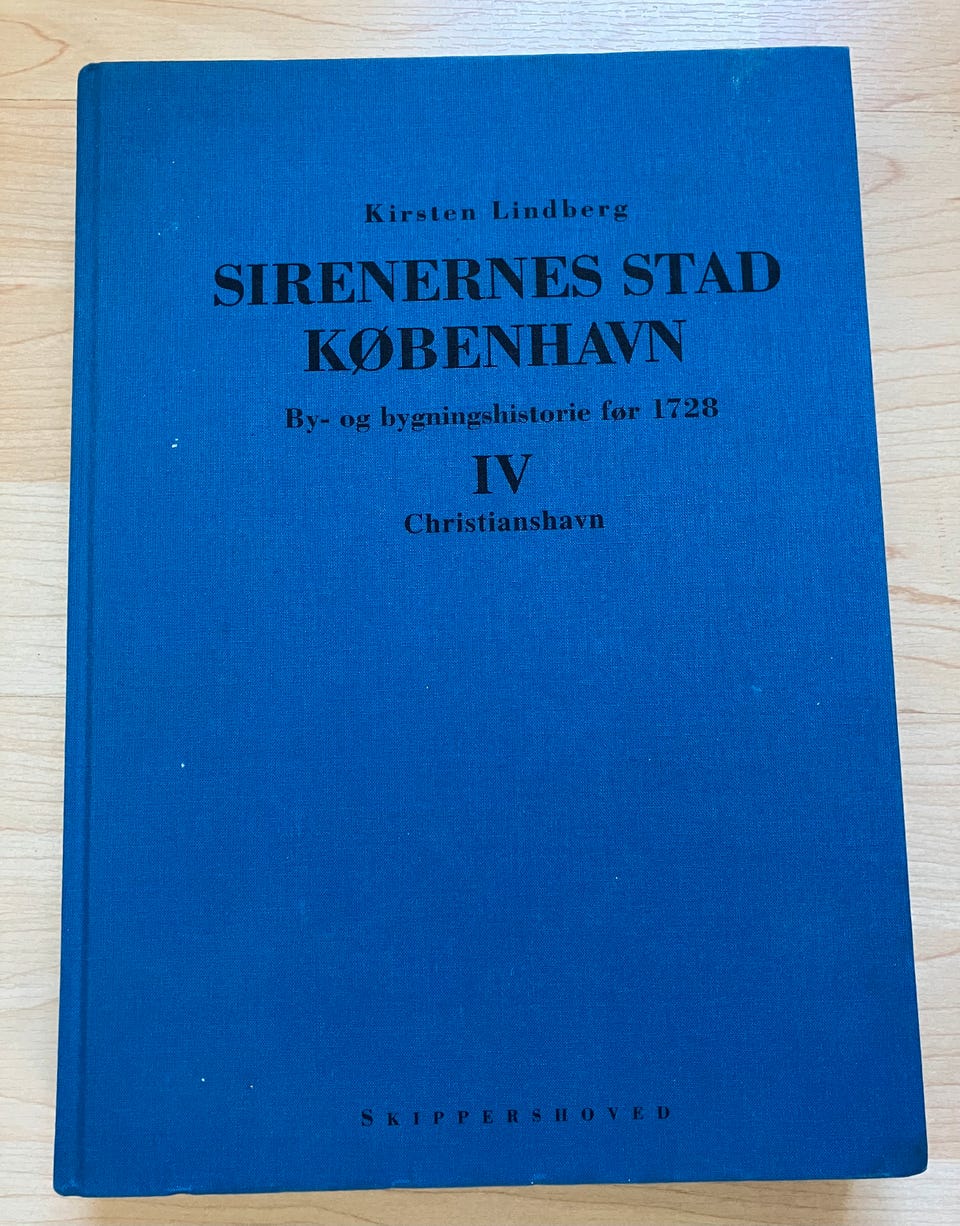 Kirsten Lindberg
SIRENERNES STAD
KØBENHAVN
By- og bygningshistorie før 1728
IV
Christianshavn
SKIPPERSHOVED